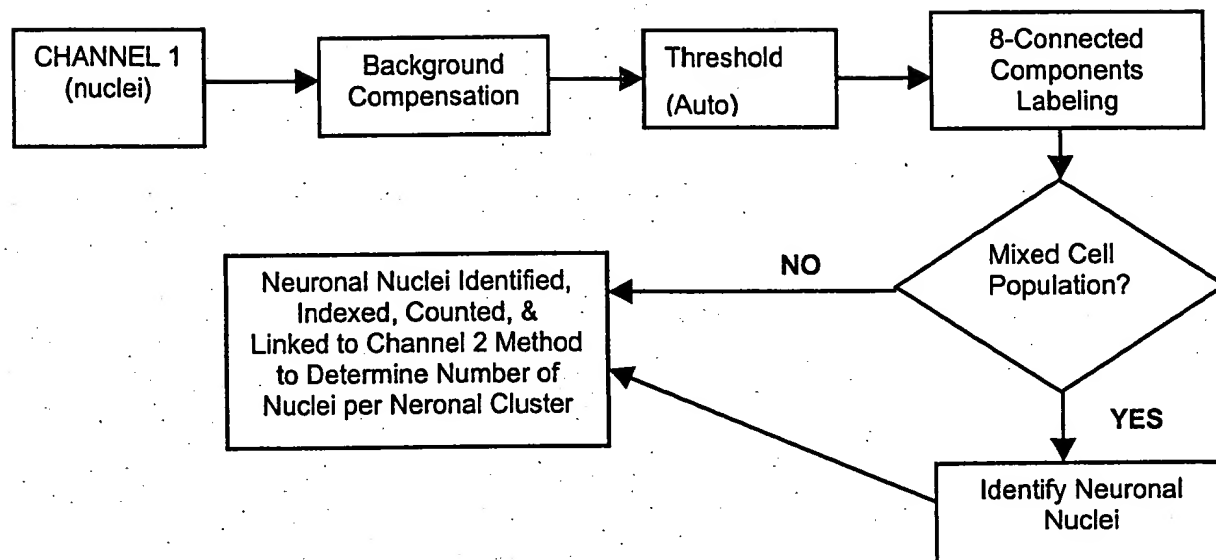 CHANNEL 1
(nuclei)
Background
Compensation
Threshold
(Auto)
8-Connected
Components
Labeling
Mixed Cell
Population?
NO
YES
Neuronal Nuclei Identified,
Indexed, Counted, &
Linked to Channel 2 Method
to Determine Number of
Nuclei per Neronal Cluster
Identify Neuronal
Nuclei